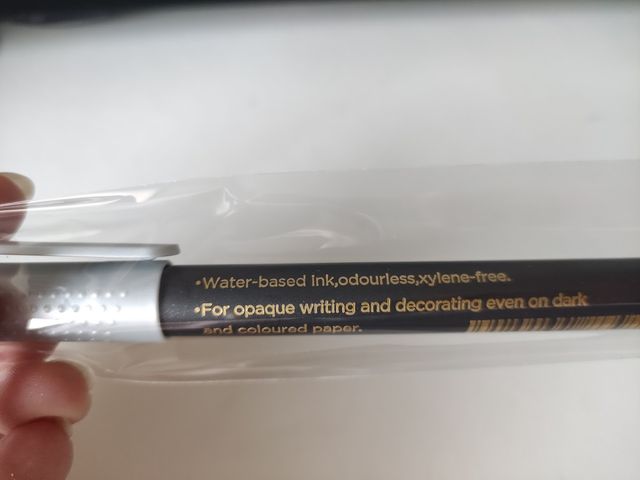 •Water-based ink,odourless,xylene-free.
•For opaque writing and decorating even on dark
and coloured paper.